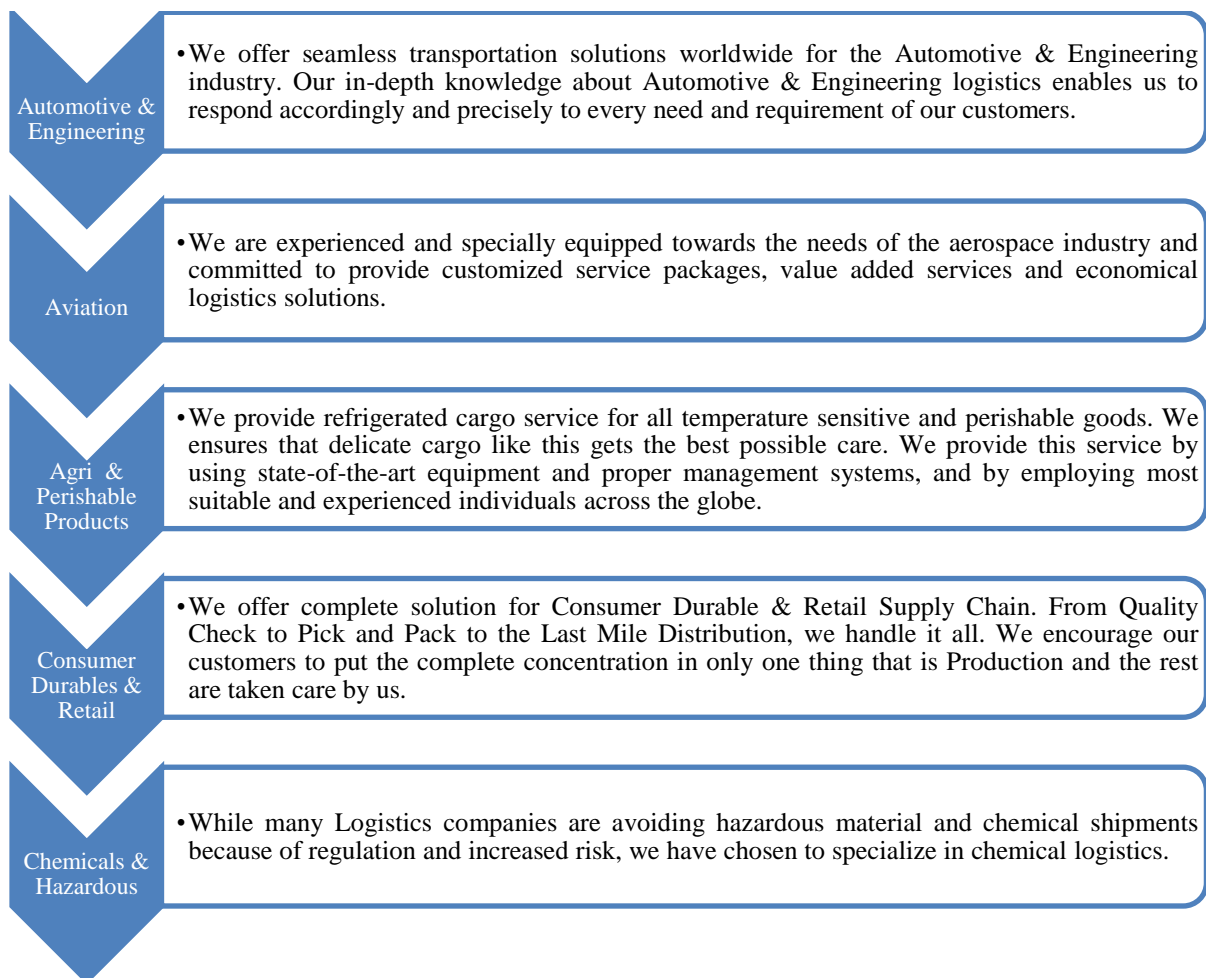 Automotive &
Engineering
•We offer seamless transportation solutions worldwide for the Automotive & Engineering
industry. Our in-depth knowledge about Automotive & Engineering logistics enables us to
respond accordingly and precisely to every need and requirement of our customers.
Aviation
•We are experienced and specially equipped towards the needs of the aerospace industry and
committed to provide customized service packages, value added services and economical
logistics solutions.
Agri &
Perishable
Products
•We provide refrigerated cargo service for all temperature sensitive and perishable goods. We
ensures that delicate cargo like this gets the best possible care. We provide this service by
using state-of-the-art equipment and proper management systems, and by employing most
suitable and experienced individuals across the globe.
Consumer
Durables &
Retail
•We offer complete solution for Consumer Durable & Retail Supply Chain. From Quality
Check to Pick and Pack to the Last Mile Distribution, we handle it all. We encourage our
customers to put the complete concentration in only one thing that is Production and the rest
are taken care by us.
Chemicals &
Hazardous
•While many Logistics companies are avoiding hazardous material and chemical shipments
because of regulation and increased risk, we have chosen to specialize in chemical logistics.